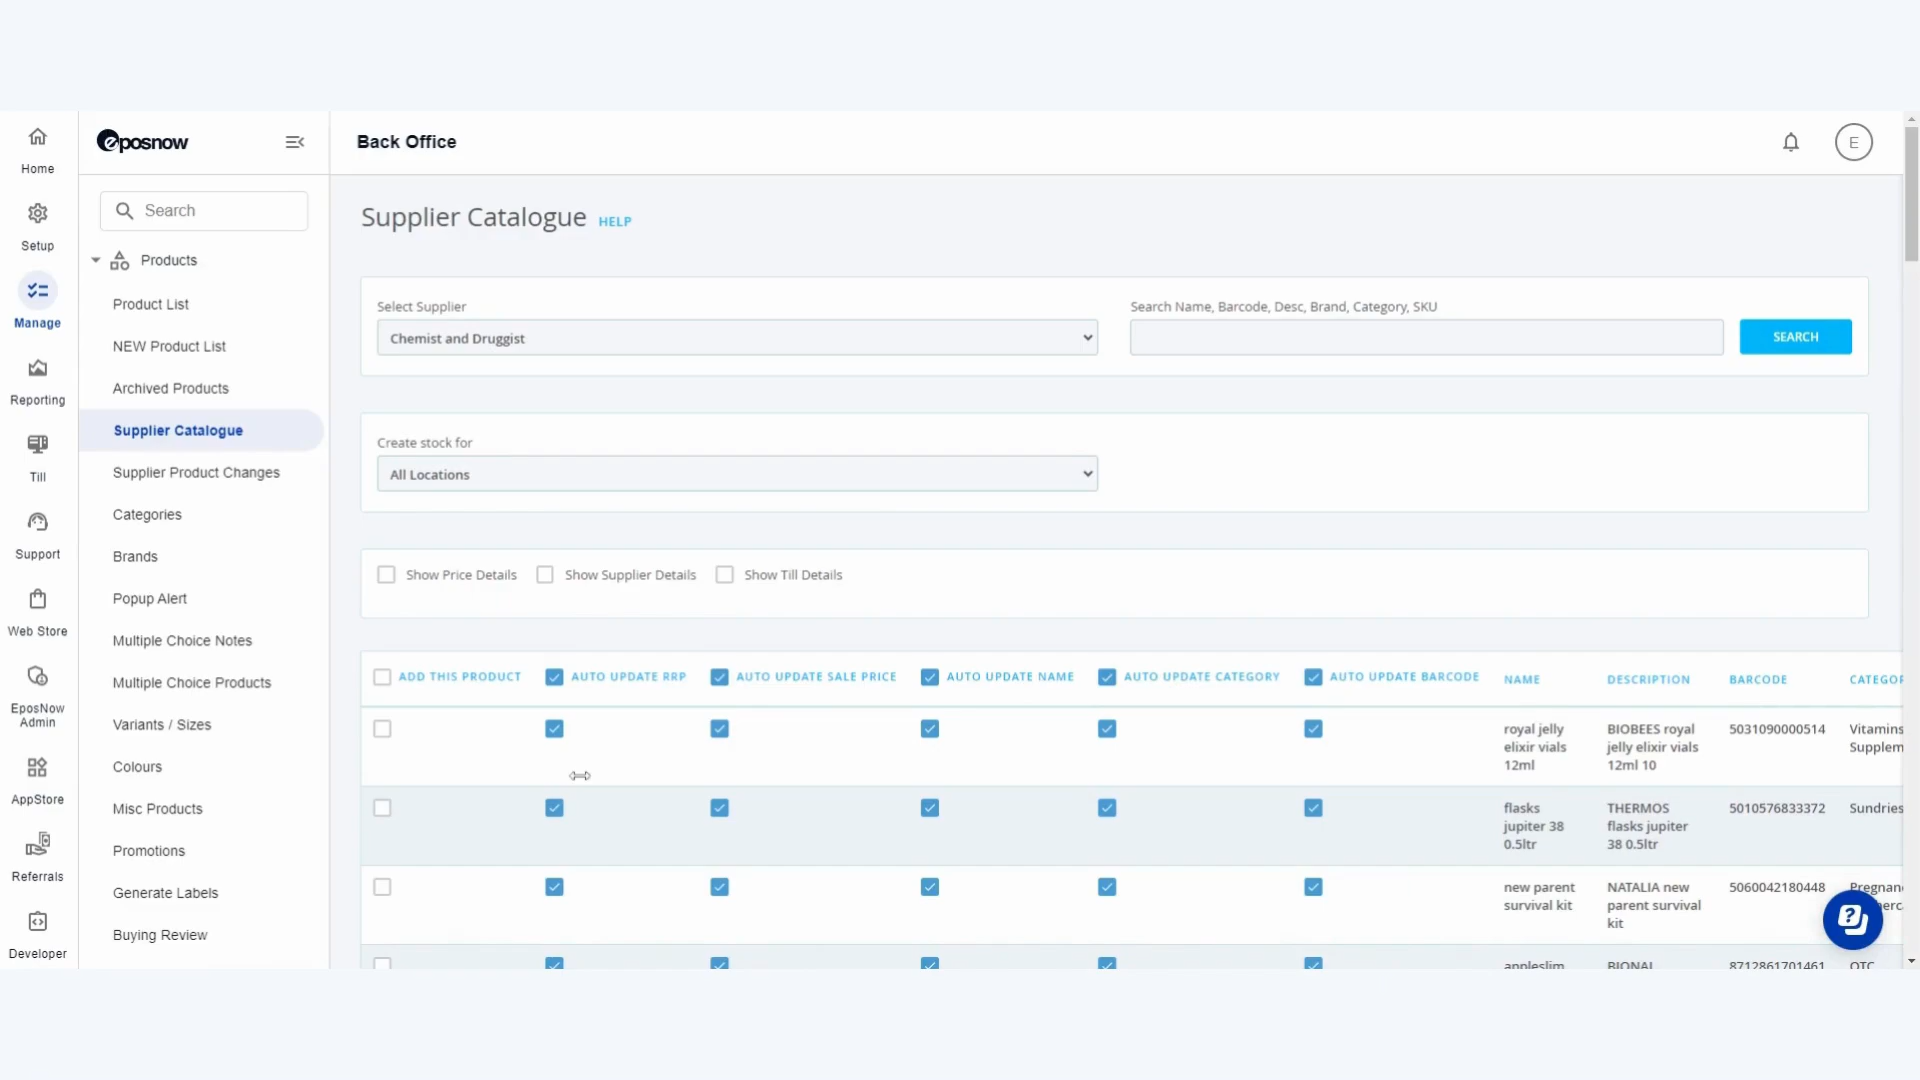 Home
Setup
Manage
Reporting
Till
Support
Web Store
EposNow
Admin
AppStore
Referrals
Developer
eposnow
Search
Products
Product List
NEW Product List
Archived Products
Supplier Catalogue
Supplier Product Changes
Categories
Brands
Popup Alert
Multiple Choice Notes
Multiple Choice Products
Variants / Sizes
Colours
Misc Products
Promotions
Generate Labels
Buying Review
Back Office
E
Supplier Catalogue HELP
Select Supplier
Chemist and Druggist
Search Name, Barcode, Desc, Brand, Category, SKU
SEARCH
Create stock for
All Locations
Show Price Details Show Supplier Details Show Till Details
ADD THIS PRODUCT AUTO UPDATE RRP AUTO UPDATE SALE PRICE AUTO UPDATE NAME AUTO UPDATE CATEGORY AUTO UPDATE BARCODE NAME DESCRIPTION BARCODE CATEGOR
royal jelly BIOBEES royal 5031090000514 Vitamins
elixir vials jelly elixir vials Supplem
12ml 12ml 10
flasks THERMOS 5010576833372 Sundries
jupiter 38 flasks jupiter
0.5ltr 38 0.5ltr
new parent NATALIA new 5060042180448 Pregnan
survival kit parent survival
kit
appleslim BIONAL 8712861701461 OTC